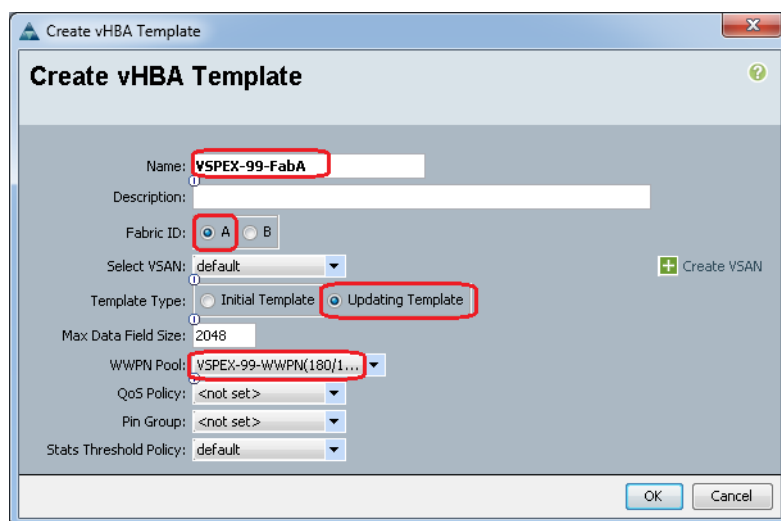 Create vHBA Template
Create vHBA Template
Name: VSPEX-99-FabA
Description:
Fabric ID: A B
Select VSAN: default Create VSAN
Template Type: Initial Template Updating Template
Max Data Field Size: 2048
WWPN Pool: VSPEX-99-WWPN(180/1...
QoS Policy: <not set>
Pin Group: <not set>
Stats Threshold Policy: default
OK Cancel